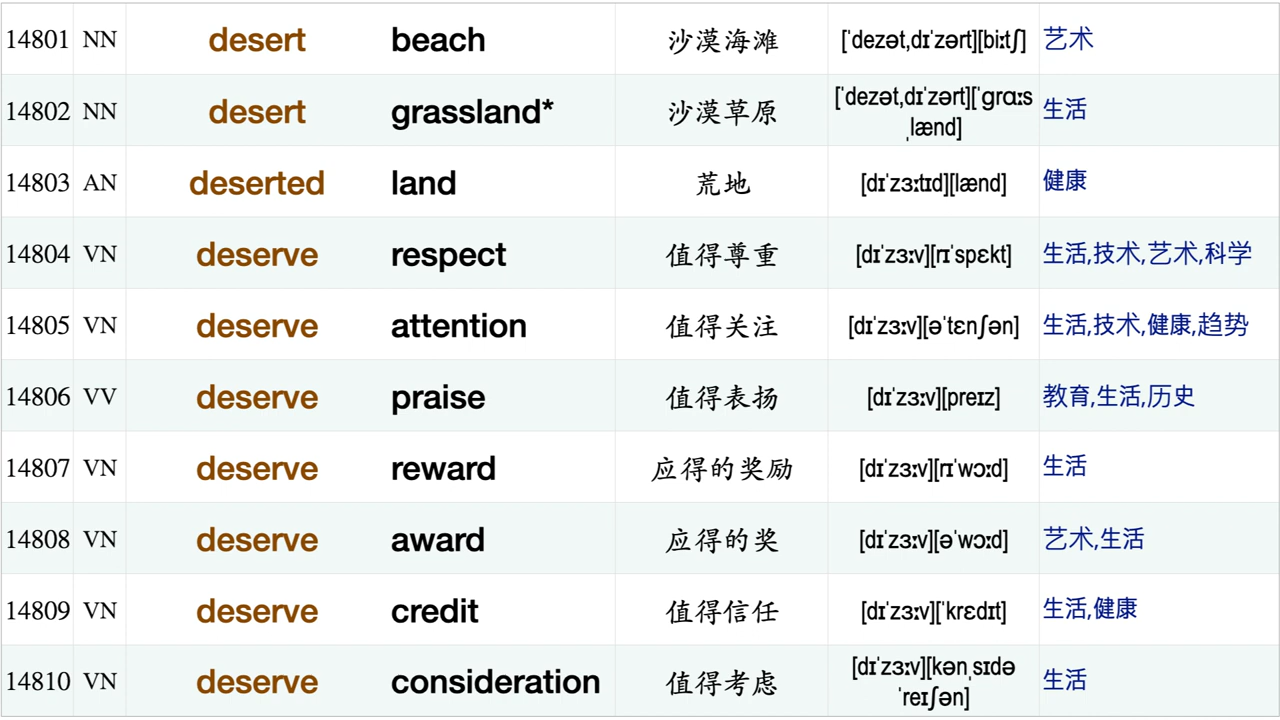 14801 NN desert beach 沙漠海滩 [ˈdezət,dɪˈzərt][biːtʃ] 艺术
14802 NN desert grassland* 沙漠草原 [ˈdezət,dɪˈzərt][ˈɡrɑːs
ˌlænd] 生活
14803 AN deserted land 荒地 [dɪˈzɜːtɪd][lænd] 健康
14804 VN deserve respect 值得尊重 [dɪˈzɜːv][rɪˈspɛkt] 生活,技术,艺术,科学
14805 VN deserve attention 值得关注 [dɪˈzɜːv][əˈtɛnʃən] 生活,技术,健康,趋势
14806 VV deserve praise 值得表扬 [dɪˈzɜːv][preɪz] 教育,生活,历史
14807 VN deserve reward 应得的奖励 [dɪˈzɜːv][rɪˈwɔːd] 生活
14808 VN deserve award 应得的奖 [dɪˈzɜːv][əˈwɔːd] 艺术,生活
14809 VN deserve credit 值得信任 [dɪˈzɜːv][ˈkrɛdɪt] 生活,健康
14810 VN deserve consideration 值得考虑 [dɪˈzɜːv][kənˌsɪdə
ˈreɪʃən] 生活